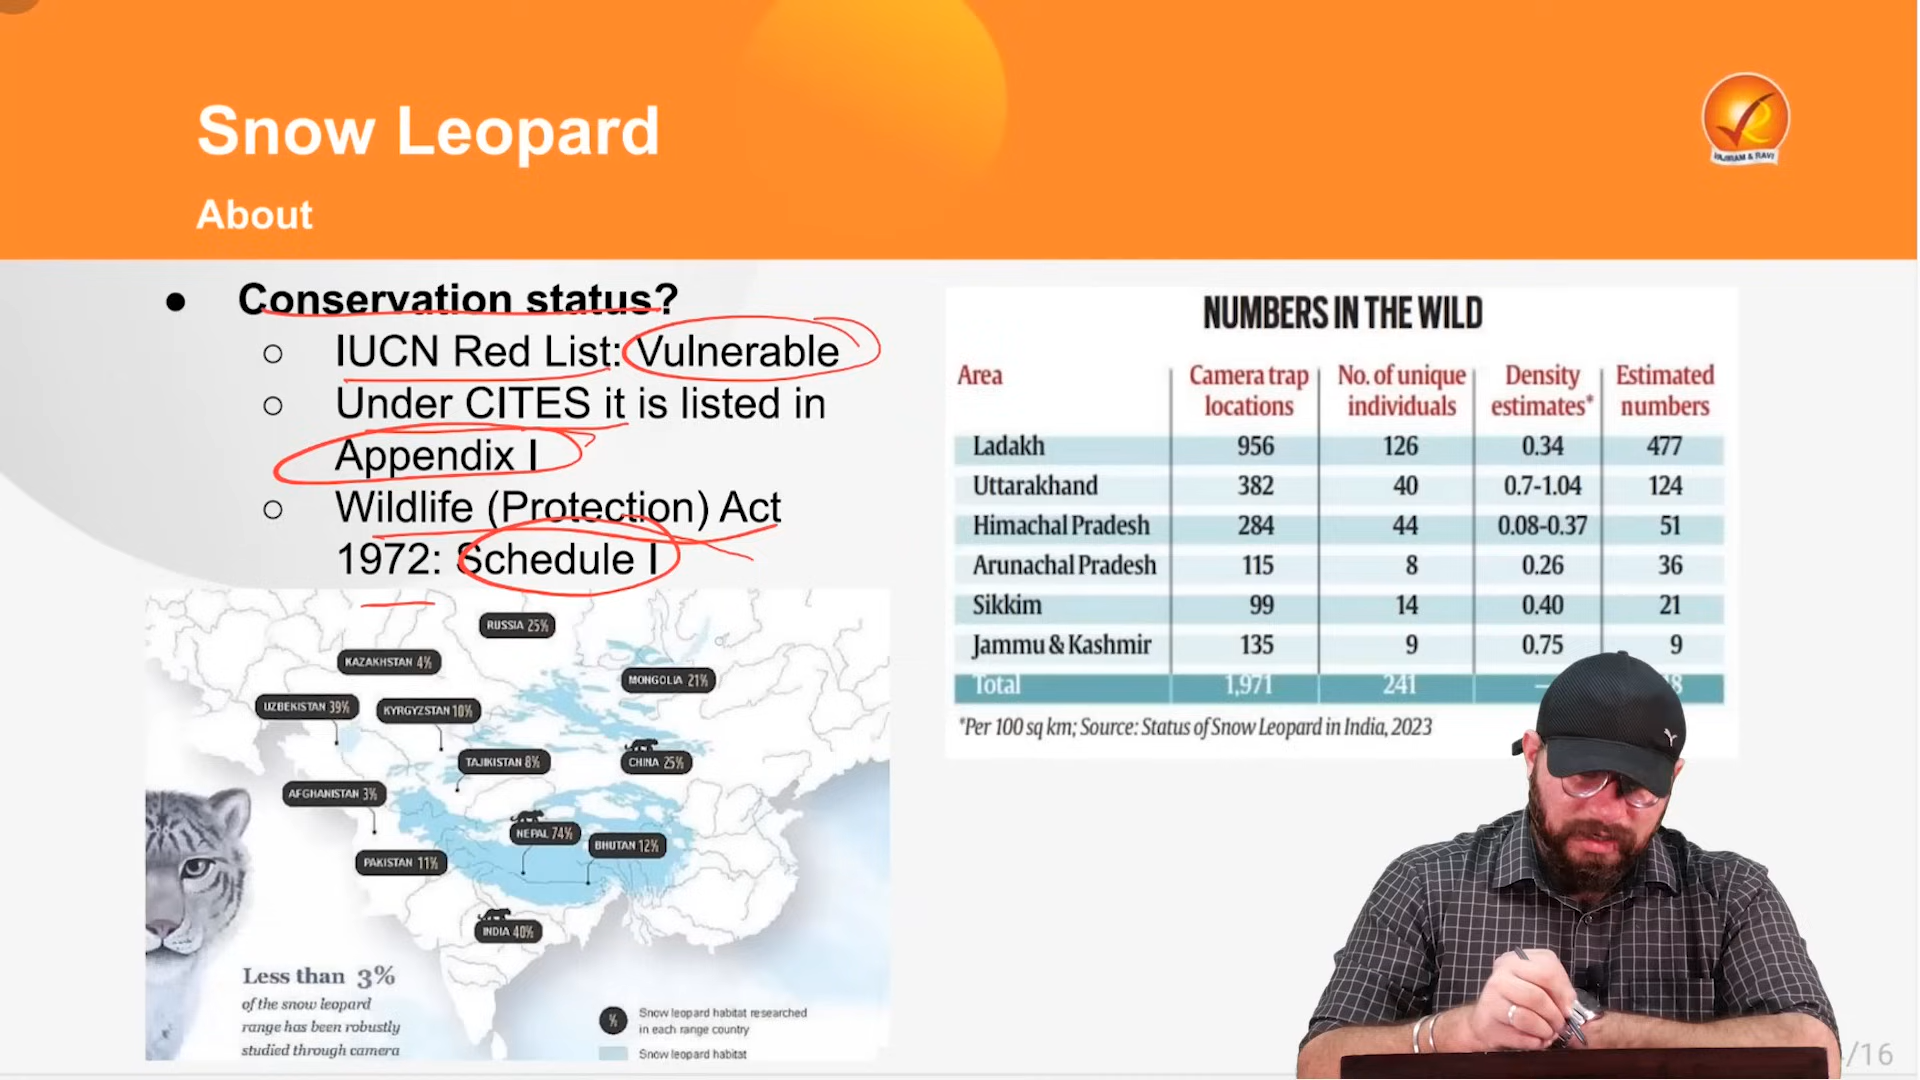 Snow Leopard
About
VAJIRAM & RAVI
● Conservation status?
○ IUCN Red List: Vulnerable
○ Under CITES it is listed in
Appendix I
○ Wildlife (Protection) Act
1972: Schedule I
RUSSIA 25%
KAZAKHSTAN 4%
MONGOLIA 21%
UZBEKISTAN 39%
KYRGYZSTAN 10%
TAJIKISTAN 8%
CHINA 25%
AFGHANISTAN 3%
NEPAL 74%
BHUTAN 12%
PAKISTAN 11%
INDIA 40%
Less than 3%
of the snow leopard
range has been robustly
studied through camera
% Snow leopard habitat researched
in each range country
Snow leopard habitat
NUMBERS IN THE WILD
Area Camera trap locations No. of unique individuals Density estimates* Estimated numbers
Ladakh 956 126 0.34 477
Uttarakhand 382 40 0.7-1.04 124
Himachal Pradesh 284 44 0.08-0.37 51
Arunachal Pradesh 115 8 0.26 36
Sikkim 99 14 0.40 21
Jammu & Kashmir 135 9 0.75 9
Total 1,971 241 — 8
*Per 100 sq km; Source: Status of Snow Leopard in India, 2023
/16